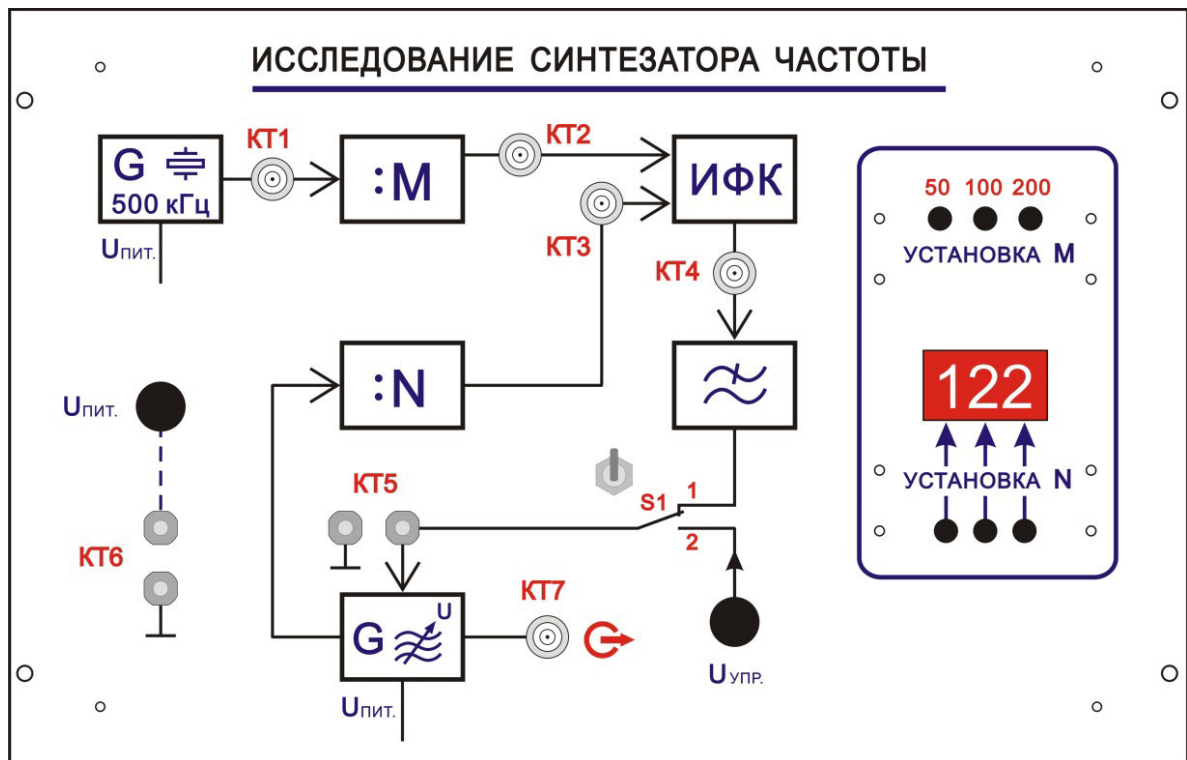 ИССЛЕДОВАНИЕ СИНТЕЗАТОРА ЧАСТОТЫ
G
500 кГц
Uпит.
КТ1
:M
КТ2
КТ3
ИФК
КТ4
:N
Uпит.
КТ6
КТ5
S1
1
2
G
U
Uпит.
КТ7
G
Uупр.
50 100 200
УСТАНОВКА M
122
УСТАНОВКА N